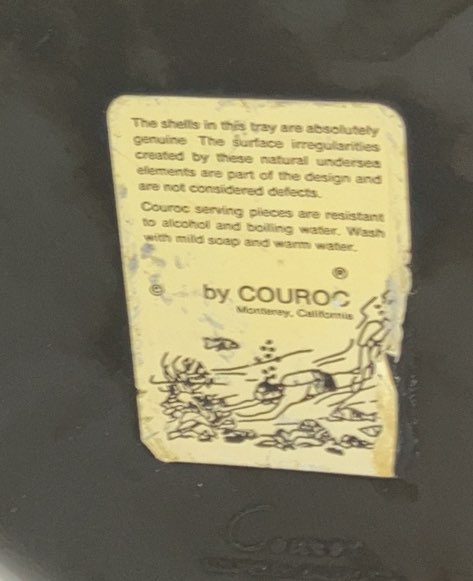 The shells in this tray are absolutely
genuine The surface irregularities
created by these natural undersea
elements are part of the design and
are not considered defects.
Couroc serving pieces are resistant
to alcohol and boiling water. Wash
with mild soap and warm water.
®
© by COUROC
Monterey, California
Couroc